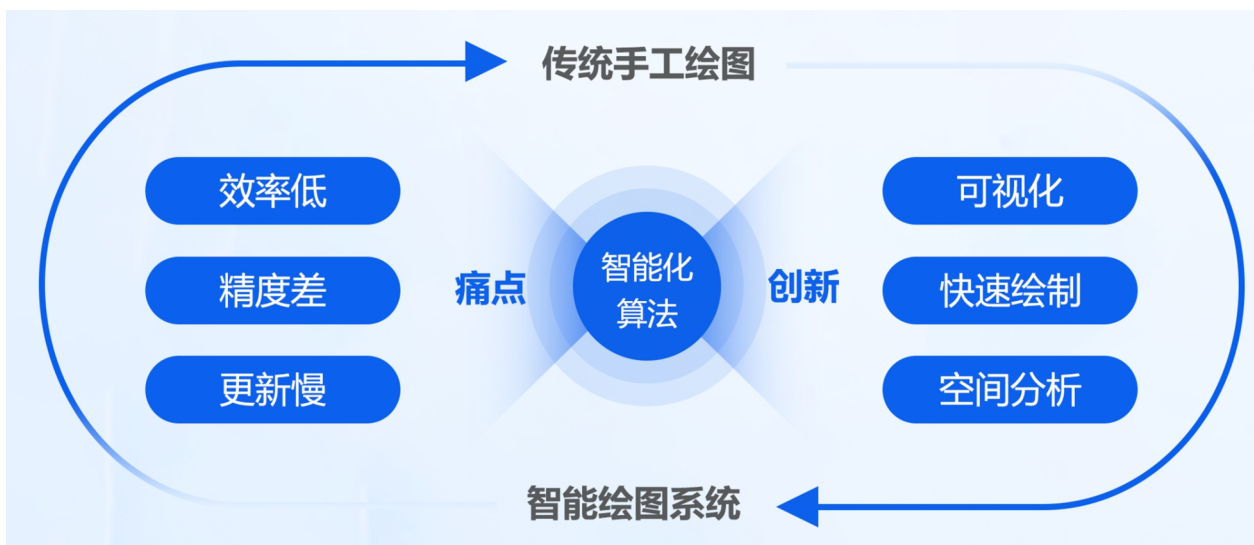 传统手工绘图
效率低
精度差
更新慢
痛点
智能化
算法
创新
可视化
快速绘制
空间分析
智能绘图系统